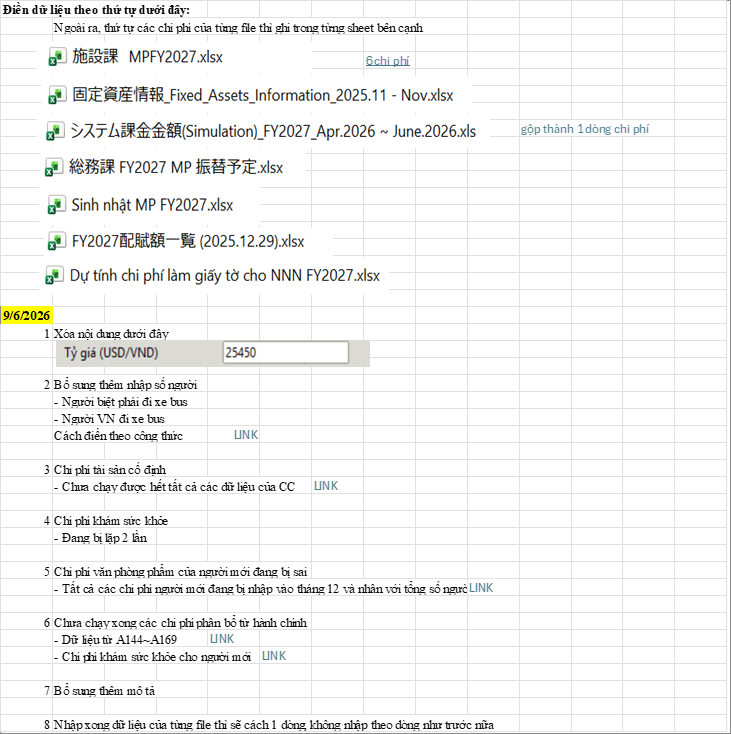 Điền dữ liệu theo thứ tự dưới đây:
Ngoài ra, thứ tự các chi phí của từng file thì ghi trong từng sheet bên cạnh
施設課 MPFY2027.xlsx
6 chi phí
固定資産情報_Fixed_Assets_Information_2025.11 - Nov.xlsx
システム課金金額(Simulation)_FY2027_Apr.2026 ~ June.2026.xls
gộp thành 1 dòng chi phí
総務課 FY2027 MP 振替予定.xlsx
Sinh nhật MP FY2027.xlsx
FY2027配賦額一覧 (2025.12.29).xlsx
Dự tính chi phí làm giấy tờ cho NNN FY2027.xlsx
9/6/2026
1 Xóa nội dung dưới đây
Tỷ giá (USD/VND) 25450
2 Bổ sung thêm nhập số người
- Người biệt phái đi xe bus
- Người VN đi xe bus
Cách điền theo công thức LINK
3 Chi phí tài sản cố định
- Chưa chạy được hết tất cả các dữ liệu của CC LINK
4 Chi phí khám sức khỏe
- Đang bị lặp 2 lần
5 Chi phí văn phòng phẩm của người mới đang bị sai
- Tất cả các chi phí người mới đang bị nhập vào tháng 12 và nhân với tổng số ngườ LINK
6 Chưa chạy xong các chi phí phân bổ từ hành chính
- Dữ liệu từ A144~A169 LINK
- Chi phí khám sức khỏe cho người mới LINK
7 Bổ sung thêm mô tả
8 Nhập xong dữ liệu của từng file thì sẽ cách 1 dòng, không nhập theo dòng như trước nữa